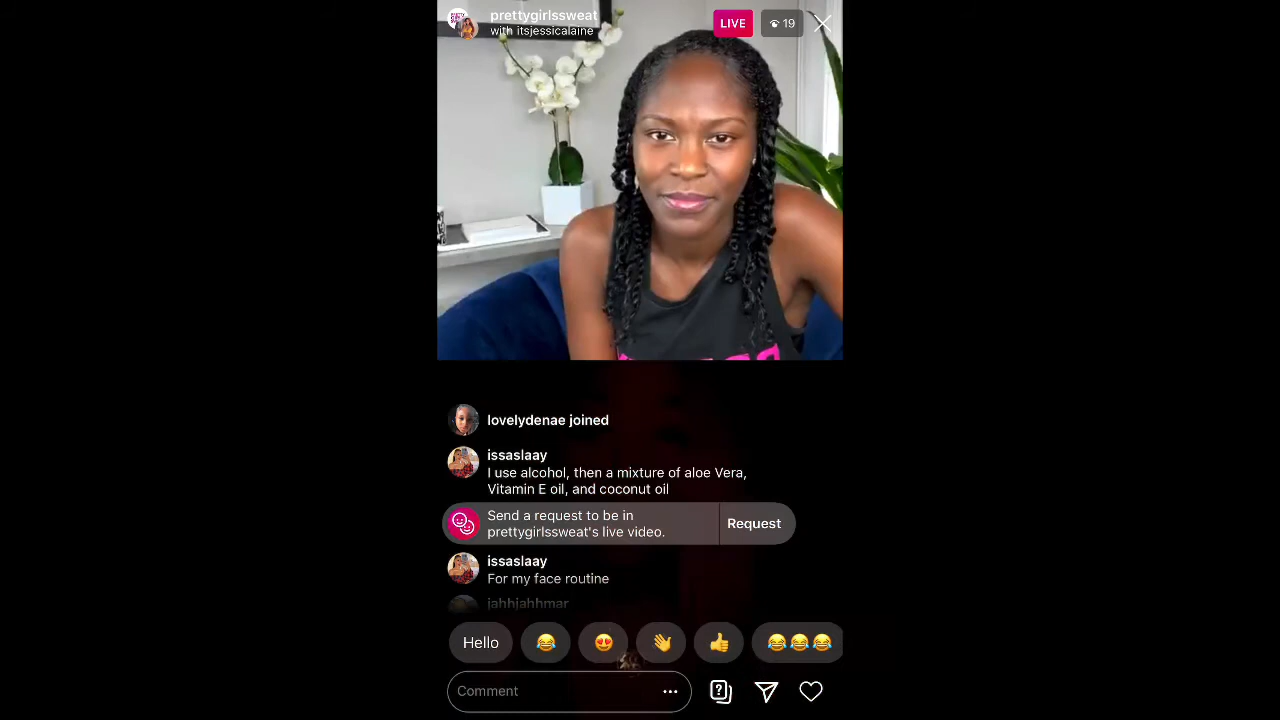 prettygirlssweat
with itsjessicalaine
LIVE
19
lovelydenae joined
issaslaay
I use alcohol, then a mixture of aloe Vera,
Vitamin E oil, and coconut oil
Send a request to be in
prettygirlssweat's live video.
Request
issaslaay
For my face routine
jahhjahhmar
Hello
Comment